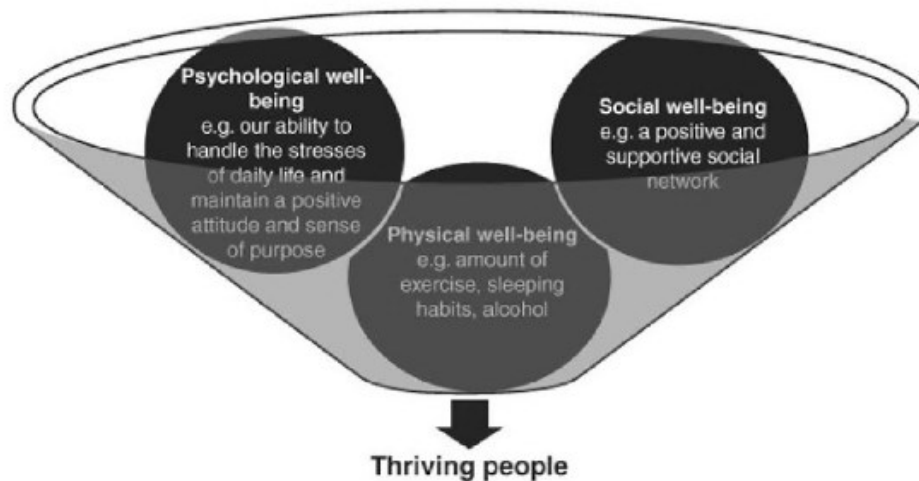 Psychological well-
being
e.g. our ability to
handle the stresses
of daily life and
maintain a positive
attitude and sense
of purpose
Social well-being
e.g. a positive and
supportive social
network
Physical well-being
e.g. amount of
exercise, sleeping
habits, alcohol
Thriving people